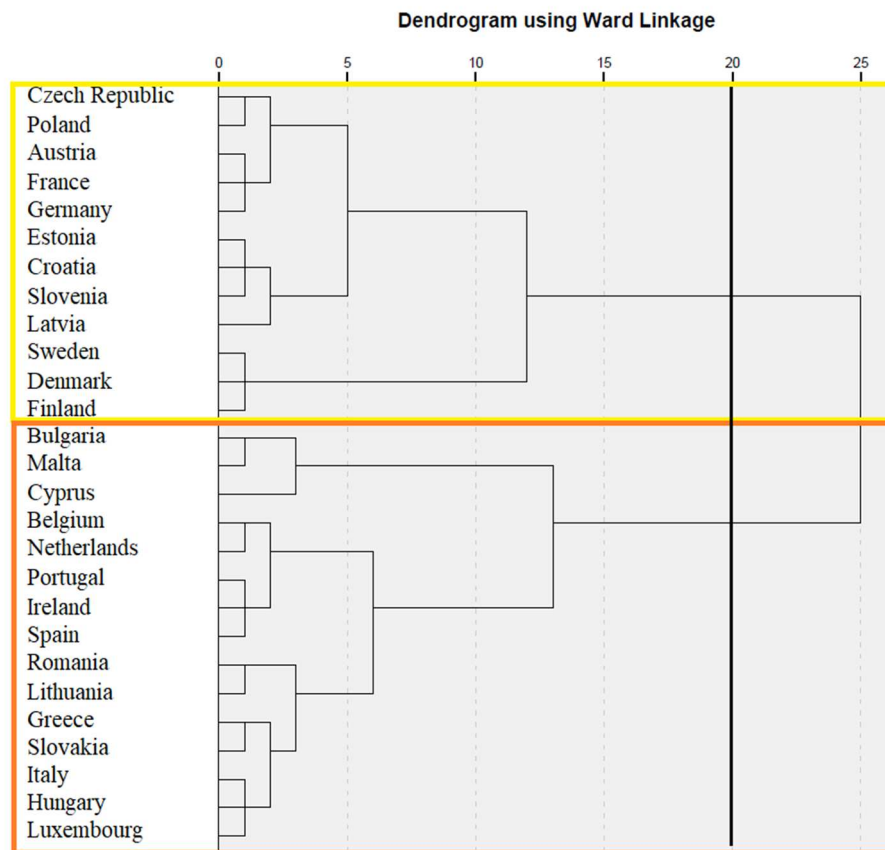 Dendrogram using Ward Linkage
0 5 10 15 20 25
Czech Republic
Poland
Austria
France
Germany
Estonia
Croatia
Slovenia
Latvia
Sweden
Denmark
Finland
Bulgaria
Malta
Cyprus
Belgium
Netherlands
Portugal
Ireland
Spain
Romania
Lithuania
Greece
Slovakia
Italy
Hungary
Luxembourg